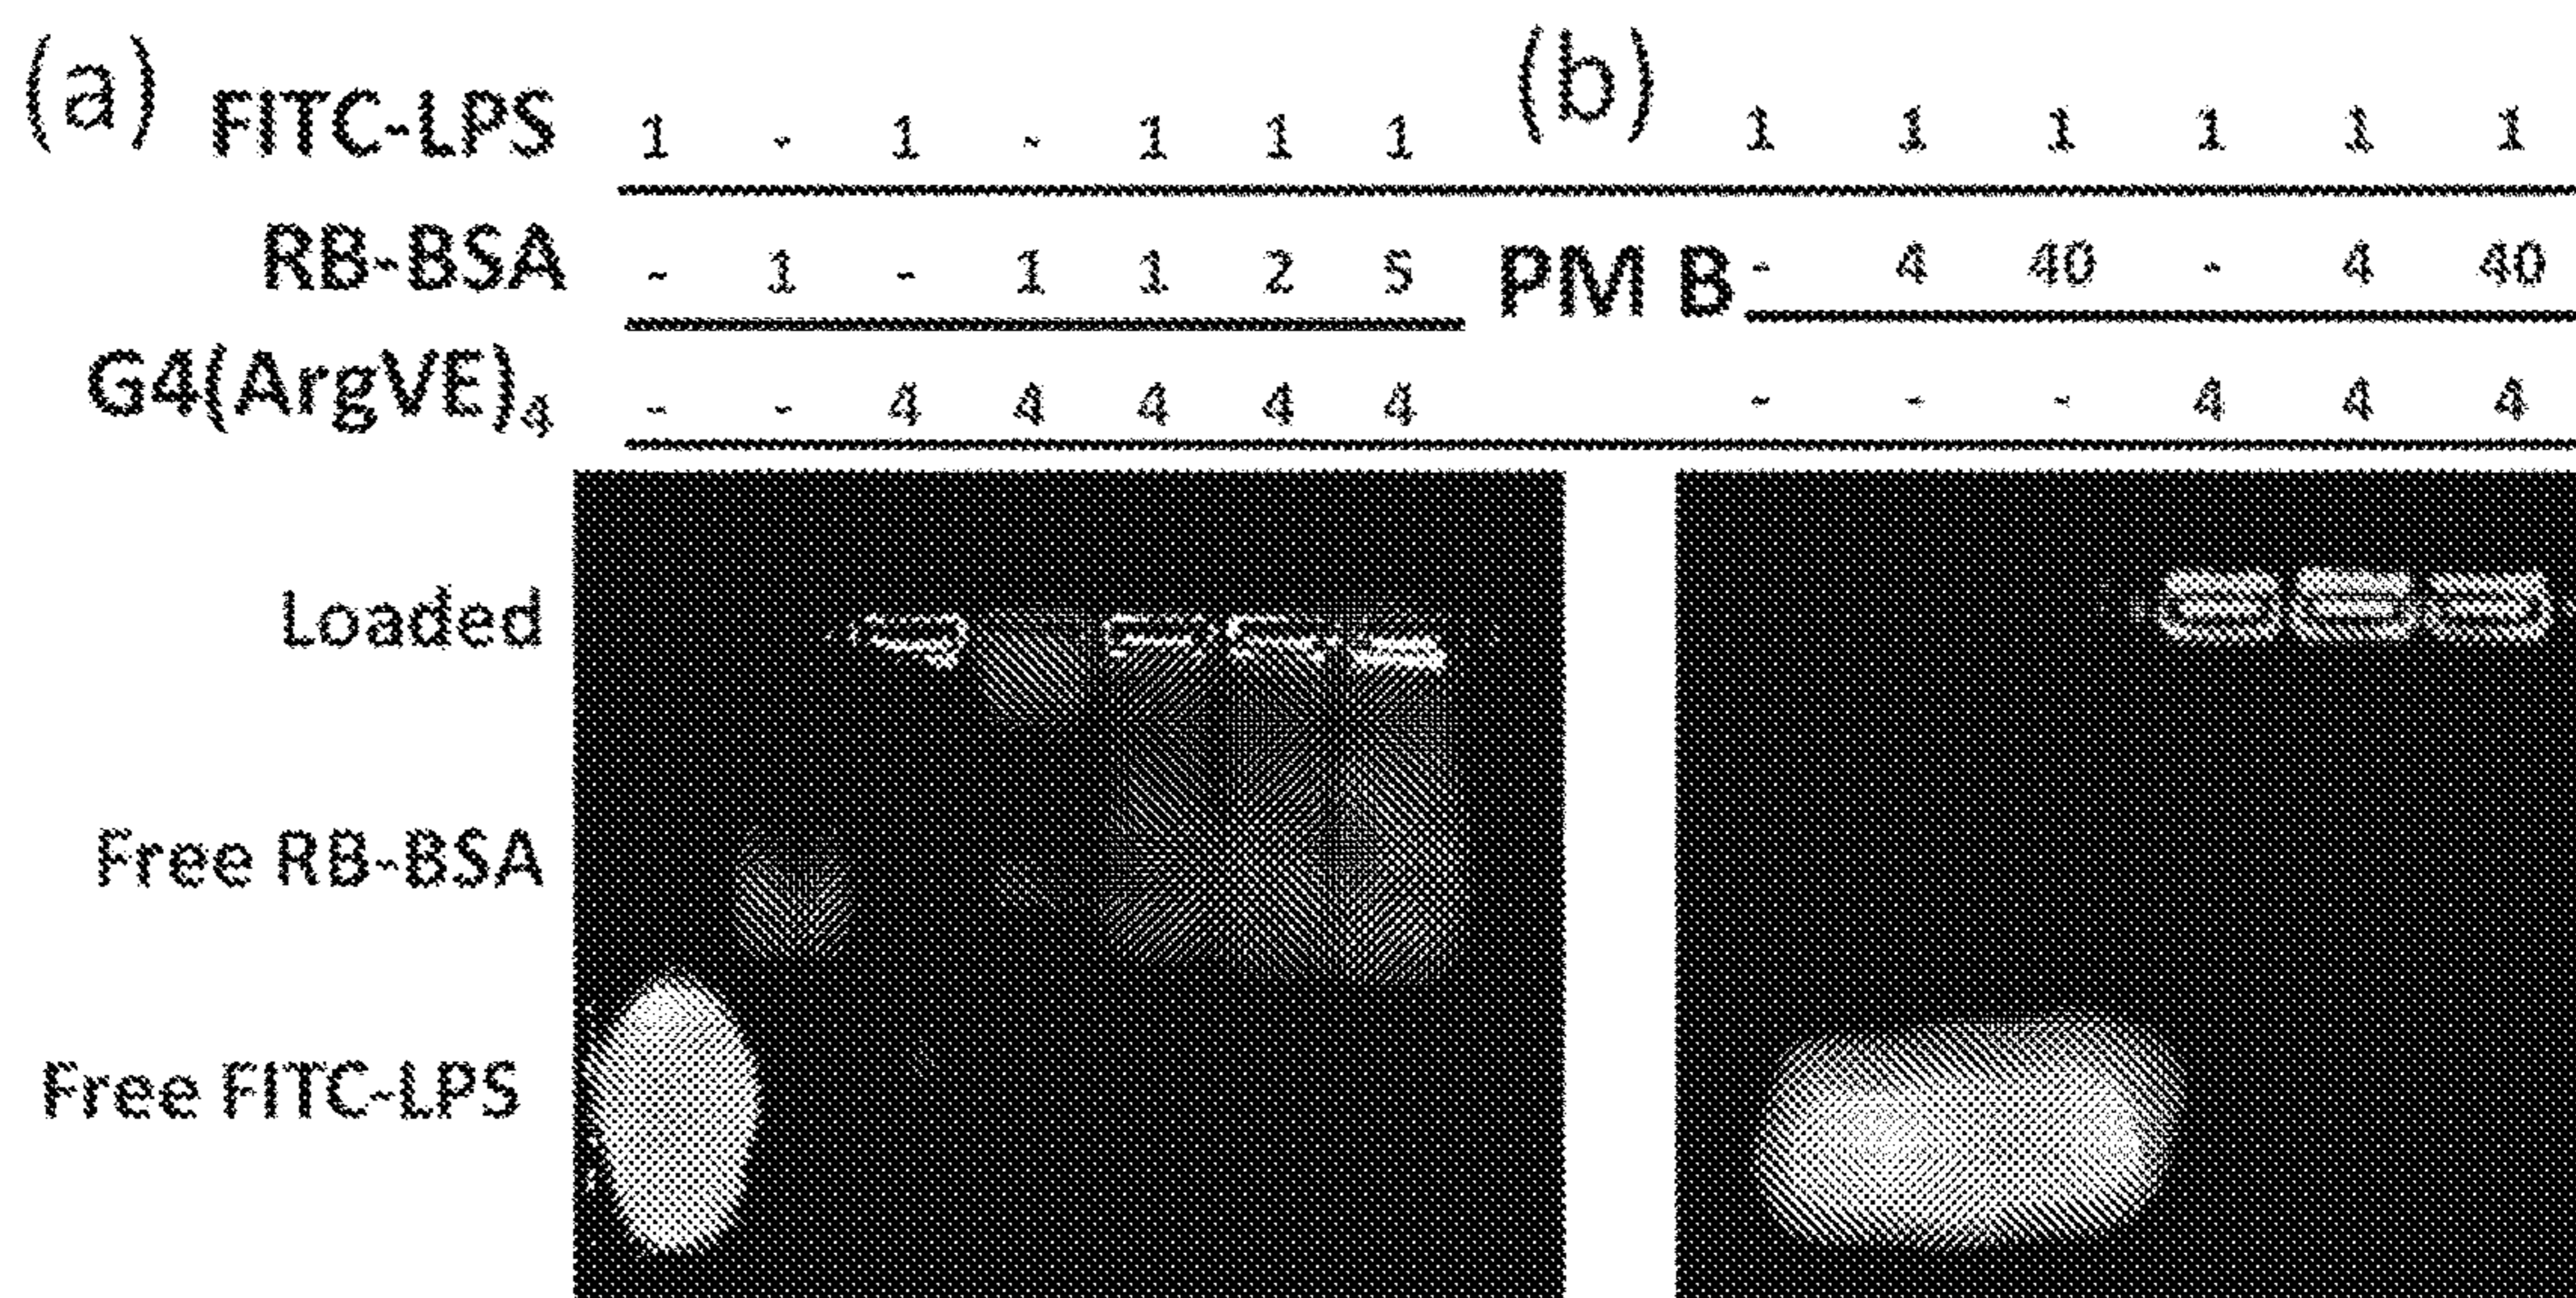 (a) FITC-LPS 1 - 1 - 1 1 1 (b) 1 1 1 1 1 1
RB-BSA - 1 - 1 1 2 5 PM B - 4 40 - 4 40
G4(ArgVE)₄ - - 4 4 4 4 4 - - - 4 4 4
Loaded
Free RB-BSA
Free FITC-LPS